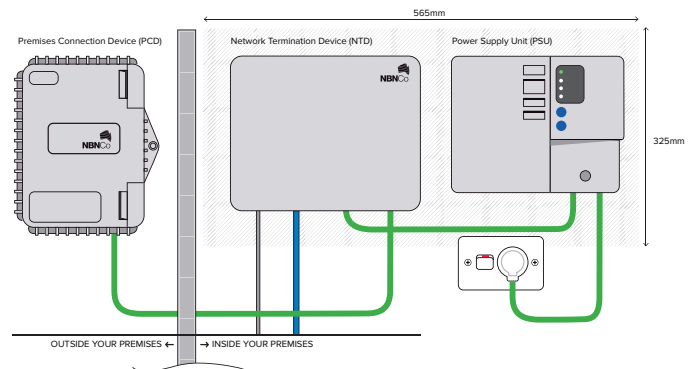 565mm
Premises Connection Device (PCD)
Network Termination Device (NTD)
Power Supply Unit (PSU)
NBNCo
NBNCo
325mm
OUTSIDE YOUR PREMISES ← → INSIDE YOUR PREMISES